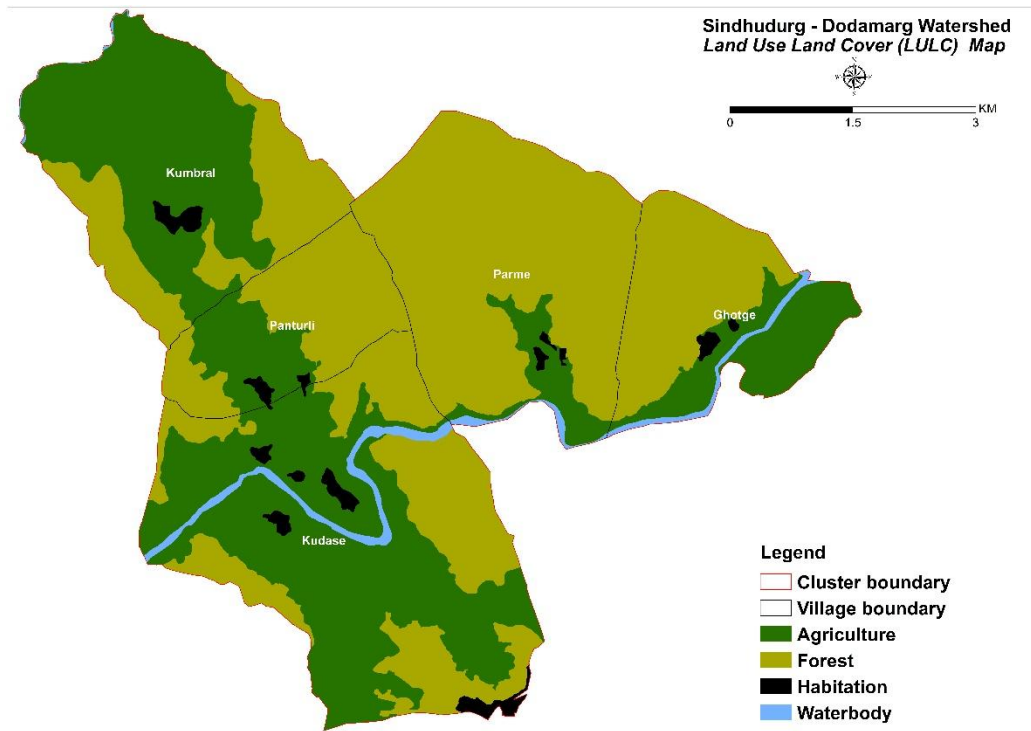 Sindhudurg - Dodamarg Watershed
Land Use Land Cover (LULC) Map
N
W
E
S
KM
0 1.5 3
Kumbral
Parme
Ghotge
Panturli
Kudase
Legend
Cluster boundary
Village boundary
Agriculture
Forest
Habitation
Waterbody